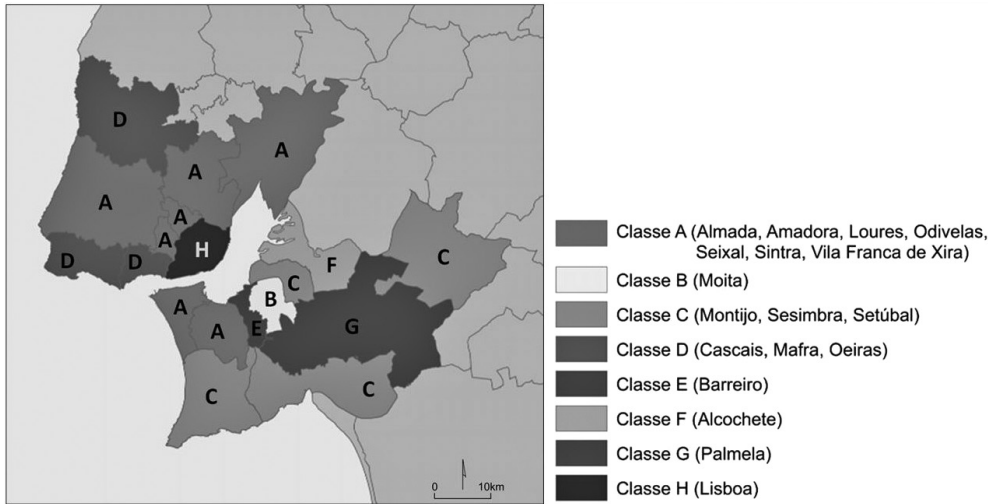 D
A
A
A
A
A
H
D
D
F
C
C
B
A
A
E
G
C
C
0 10km
Classe A (Almada, Amadora, Loures, Odivelas,
Seixal, Sintra, Vila Franca de Xira)
Classe B (Moita)
Classe C (Montijo, Sesimbra, Setúbal)
Classe D (Cascais, Mafra, Oeiras)
Classe E (Barreiro)
Classe F (Alcochete)
Classe G (Palmela)
Classe H (Lisboa)